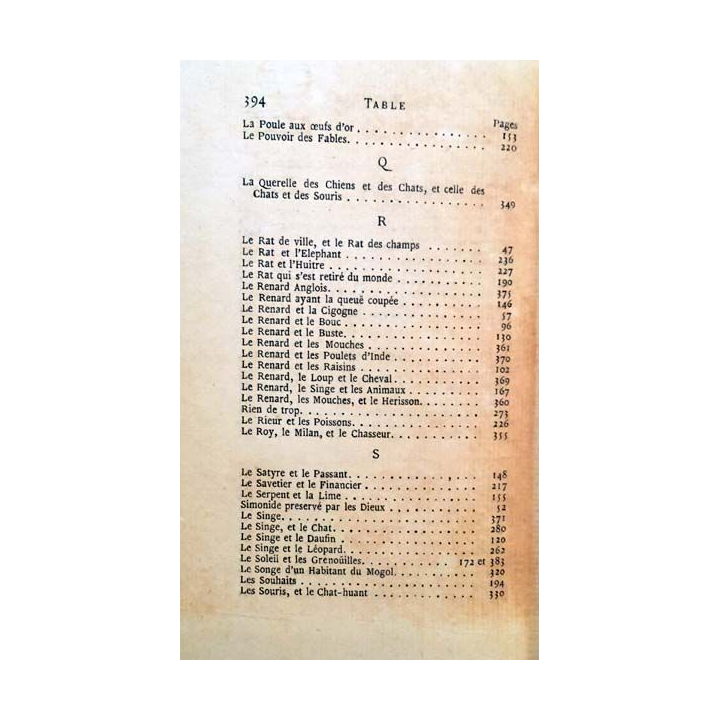 394 TABLE
Pages
La Poule aux œufs d'or . . . . . . . . . . . . . . . 153
Le Pouvoir des Fables. . . . . . . . . . . . . . . . 220
Q
La Querelle des Chiens et des Chats, et celle des
Chats et des Souris . . . . . . . . . . . . . . . 349
R
Le Rat de ville, et le Rat des champs . . . . . . . 47
Le Rat et l'Elephant . . . . . . . . . . . . . . . 236
Le Rat et l'Huitre . . . . . . . . . . . . . . . 227
Le Rat qui s'est retiré du monde . . . . . . . . . . 190
Le Renard Anglois. . . . . . . . . . . . . . . . 375
Le Renard ayant la queuë coupée . . . . . . . . . . 146
Le Renard et la Cigogne . . . . . . . . . . . . . 57
Le Renard et le Bouc . . . . . . . . . . . . . . 96
Le Renard et le Buste. . . . . . . . . . . . . . 130
Le Renard et les Mouches . . . . . . . . . . . . 361
Le Renard et les Poulets d'Inde . . . . . . . . . . 370
Le Renard et les Raisins . . . . . . . . . . . . . 102
Le Renard, le Loup et le Cheval. . . . . . . . . . 369
Le Renard, le Singe et les Animaux . . . . . . . . 167
Le Renard, les Mouches, et le Herisson. . . . . . . 360
Rien de trop. . . . . . . . . . . . . . . . . . 273
Le Rieur et les Poissons. . . . . . . . . . . . . 226
Le Roy, le Milan, et le Chasseur. . . . . . . . . . 355
S
Le Satyre et le Passant. . . . . . . . . . . . . . 148
Le Savetier et le Financier . . . . . . . . . . . . 217
Le Serpent et la Lime . . . . . . . . . . . . . . 155
Simonide preservé par les Dieux . . . . . . . . . . 52
Le Singe. . . . . . . . . . . . . . . . . . . . 371
Le Singe, et le Chat. . . . . . . . . . . . . . . 280
Le Singe et le Daufin . . . . . . . . . . . . . . 120
Le Singe et le Léopard. . . . . . . . . . . . . . 262
Le Soleil et les Grenoüilles. . . . . . . . . . 172 et 383
Le Songe d'un Habitant du Mogol. . . . . . . . . . 320
Les Souhaits . . . . . . . . . . . . . . . . . . 194
Les Souris, et le Chat-huant . . . . . . . . . . . 330